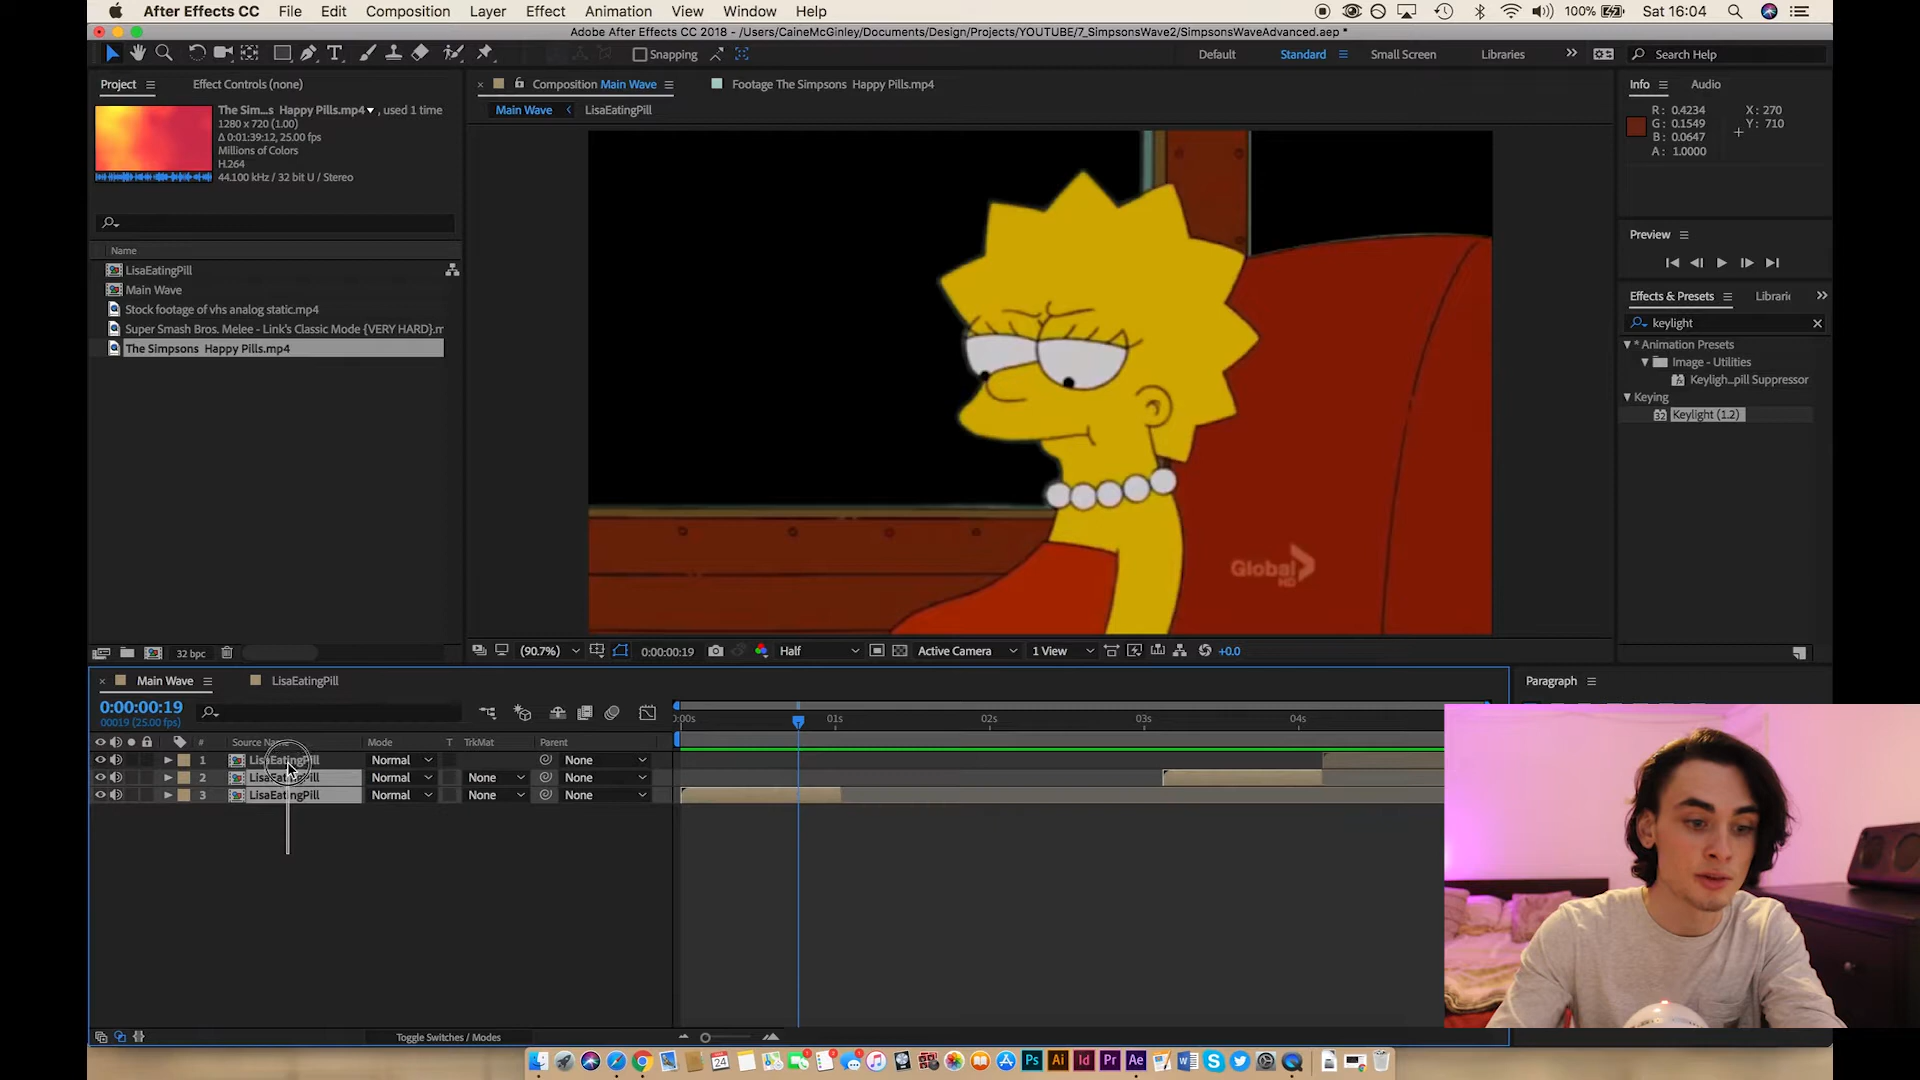 After Effects CC File Edit Composition Layer Effect Animation View Window Help 100% Sat 16:04
Adobe After Effects CC 2018 - /Users/CaineMcGinley/Documents/Design/Projects/YOUTUBE/7_SimpsonsWave2/SimpsonsWaveAdvanced.aep *
Snapping Default Standard Small Screen Libraries Search Help
Project Effect Controls (none) Composition Main Wave Footage The Simpsons Happy Pills.mp4 Info Audio
The Sim...s Happy Pills.mp4 , used 1 time
1280 x 720 (1.00)
Δ 0:01:39:12, 25.00 fps
Millions of Colors
H.264
44.100 kHz / 32 bit U / Stereo
Main Wave LisaEatingPill
R: 0.4234 X: 270
G: 0.1549 Y: 710
B: 0.0647
A: 1.0000
Preview
Name
LisaEatingPill
Main Wave
Stock footage of vhs analog static.mp4
Super Smash Bros. Melee - Link's Classic Mode {VERY HARD}.m
The Simpsons Happy Pills.mp4
Effects & Presets Librari
keylight
* Animation Presets
Image - Utilities
Keyligh...pill Suppressor
Keying
32 Keylight (1.2)
Global
HD
32 bpc (90.7%) 0:00:00:19 Half Active Camera 1 View +0.0
Main Wave LisaEatingPill Paragraph
0:00:00:19
00019 (25.00 fps)
:00s 01s 02s 03s 04s
# Source Name Mode T TrkMat Parent
1 LisaEatingPill Normal None
2 LisaEatingPill Normal None None
3 LisaEatingPill Normal None None
Toggle Switches / Modes
24 Ps Ai Id Pr Ae W S